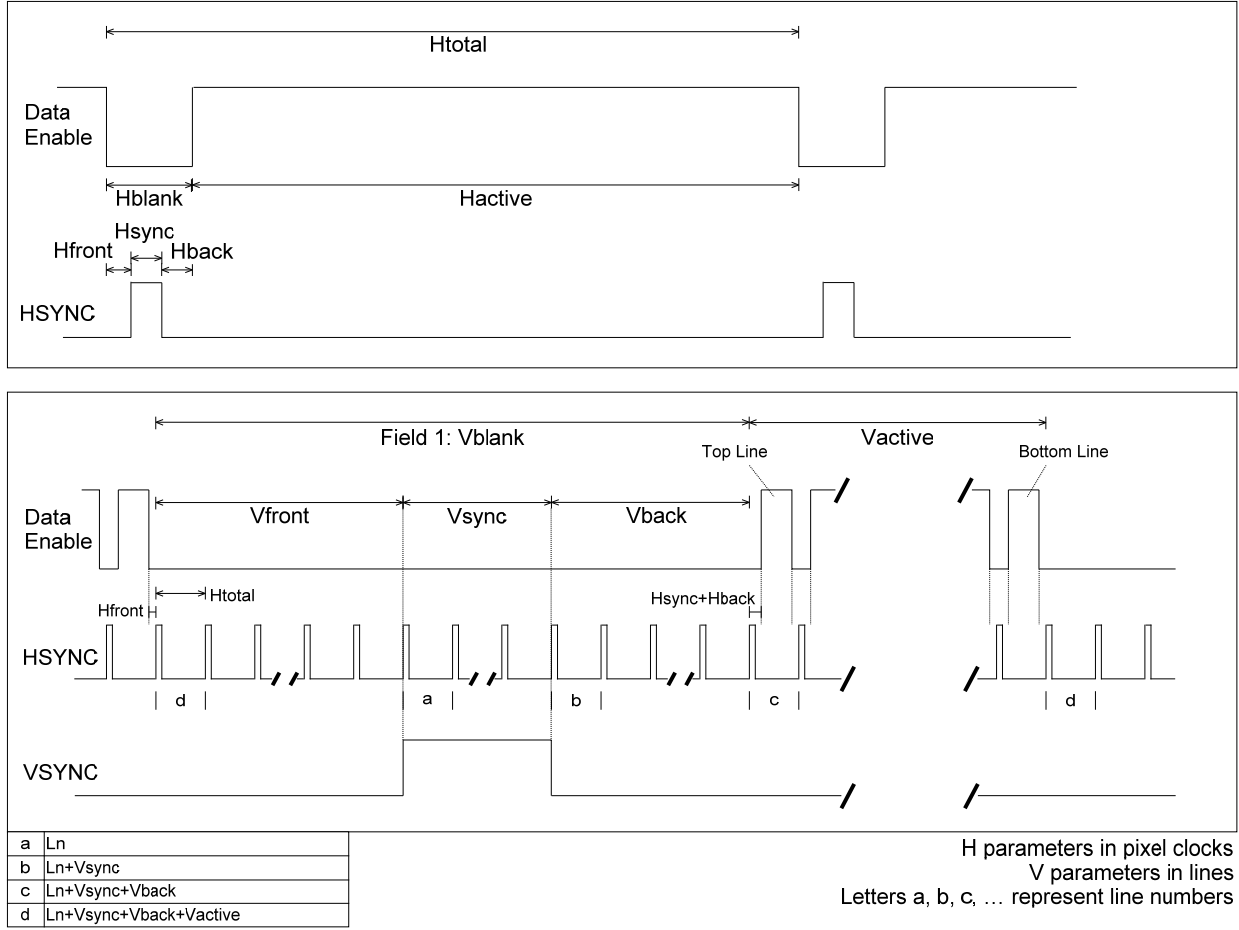 Htotal
Data
Enable
Hblank
Hactive
Hsync
Hfront
Hback
HSYNC
Field 1: Vblank
Vactive
Top Line
Bottom Line
Data
Enable
Vfront
Vsync
Vback
Hfront
Htotal
Hsync+Hback
HSYNC
d
a
b
c
d
VSYNC
a Ln
b Ln+Vsync
c Ln+Vsync+Vback
d Ln+Vsync+Vback+Vactive
H parameters in pixel clocks
V parameters in lines
Letters a, b, c, … represent line numbers